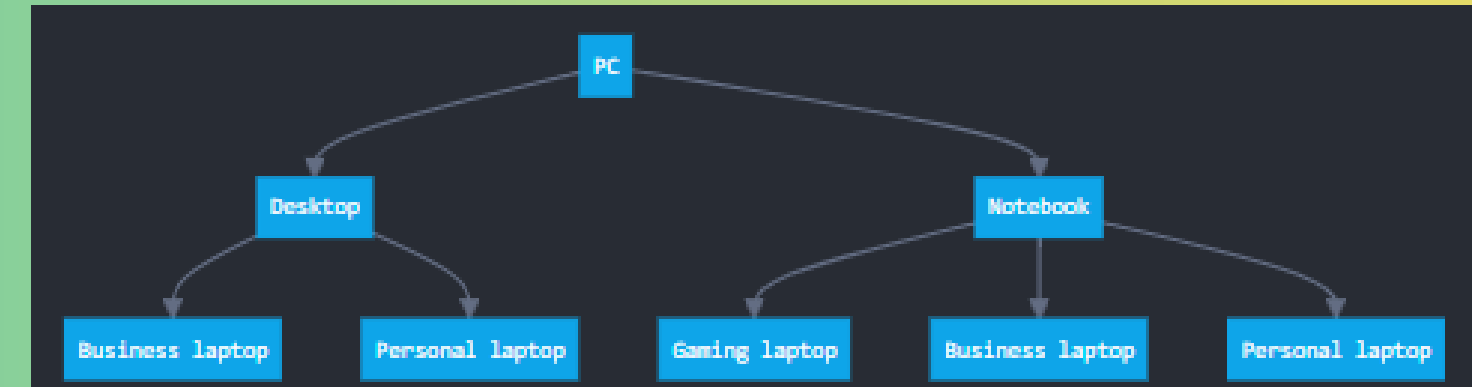 PC
Desktop
Notebook
Business laptop
Personal laptop
Gaming laptop
Business laptop
Personal laptop